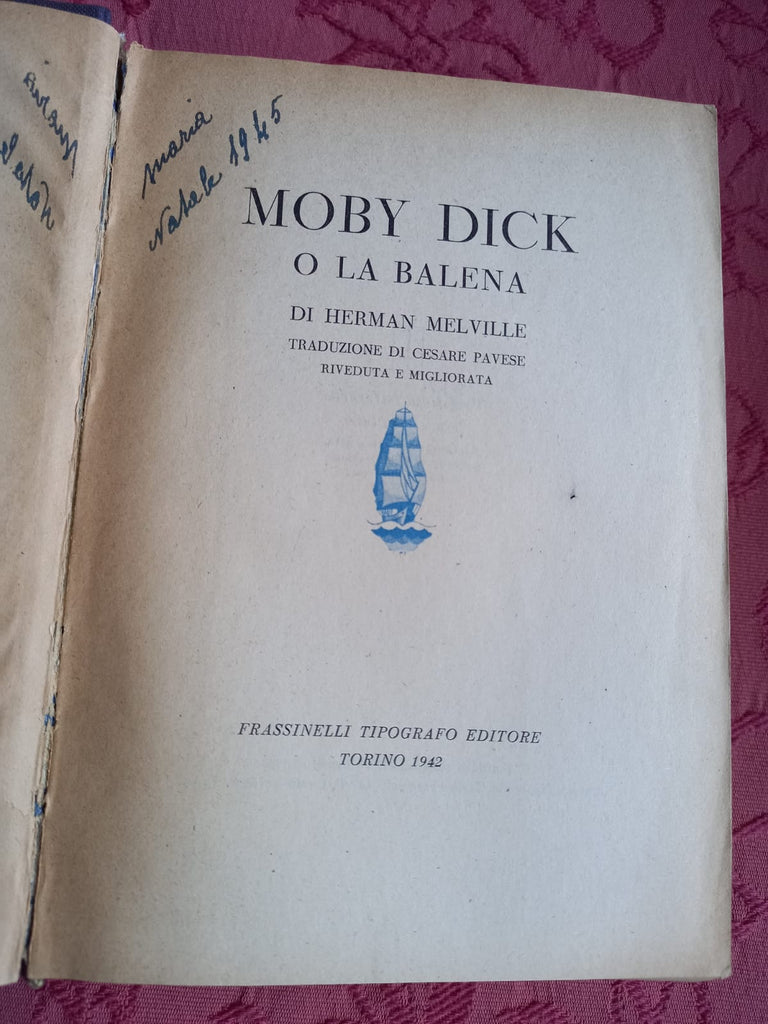 maria
Natale 1945
MOBY DICK
O LA BALENA
DI HERMAN MELVILLE
TRADUZIONE DI CESARE PAVESE
RIVEDUTA E MIGLIORATA
FRASSINELLI TIPOGRAFO EDITORE
TORINO 1942